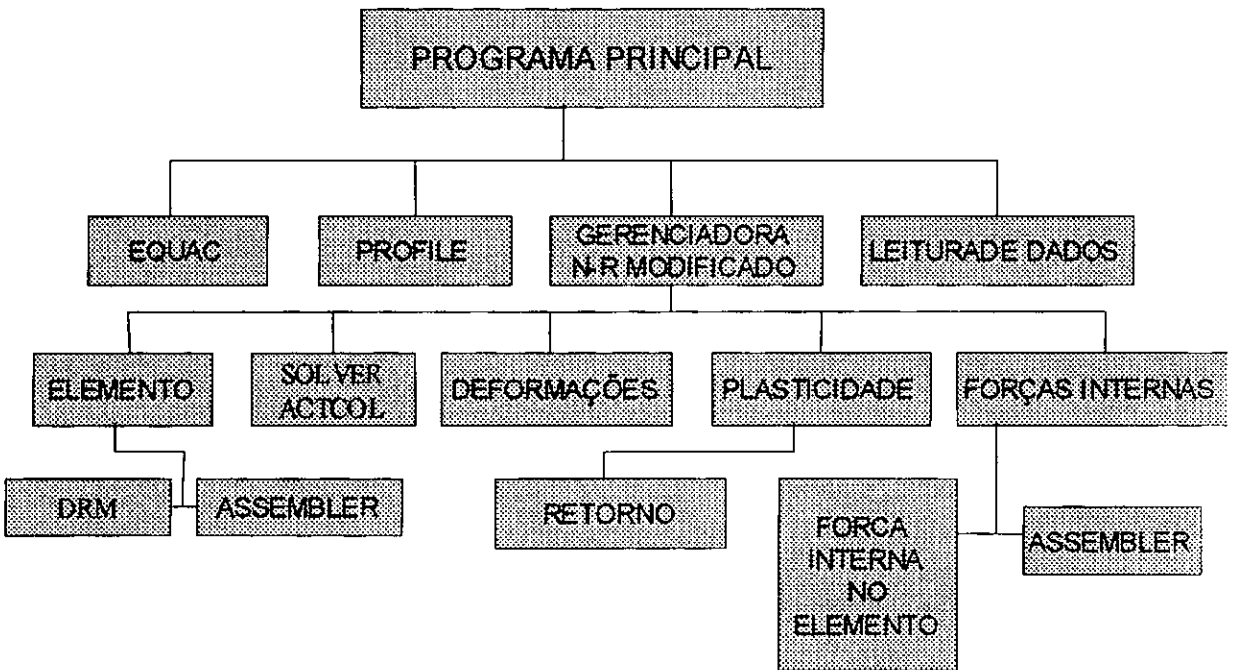 PROGRAMA PRINCIPAL
EQUAC
PROFILE
GERENCIADORA
N-R MODIFICADO
LEITURADE DADOS
ELEMENTO
SOLVER
ACTCOL
DEFORMAÇÕES
PLASTICIDADE
FORÇAS INTERNAS
DRM
ASSEMBLER
RETORNO
FORCA
INTERNA
NO
ELEMENTO
ASSEMBLER